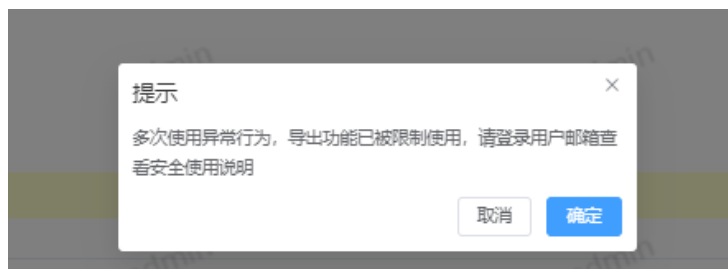 提示
多次使用异常行为，导出功能已被限制使用，请登录用户邮箱查
看安全使用说明
取消
确定